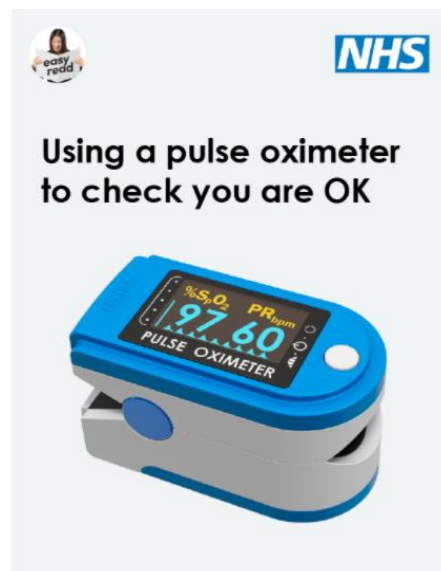 easy
read
NHS
Using a pulse oximeter
to check you are OK
%SpO₂ PRbpm
97 60
PULSE OXIMETER